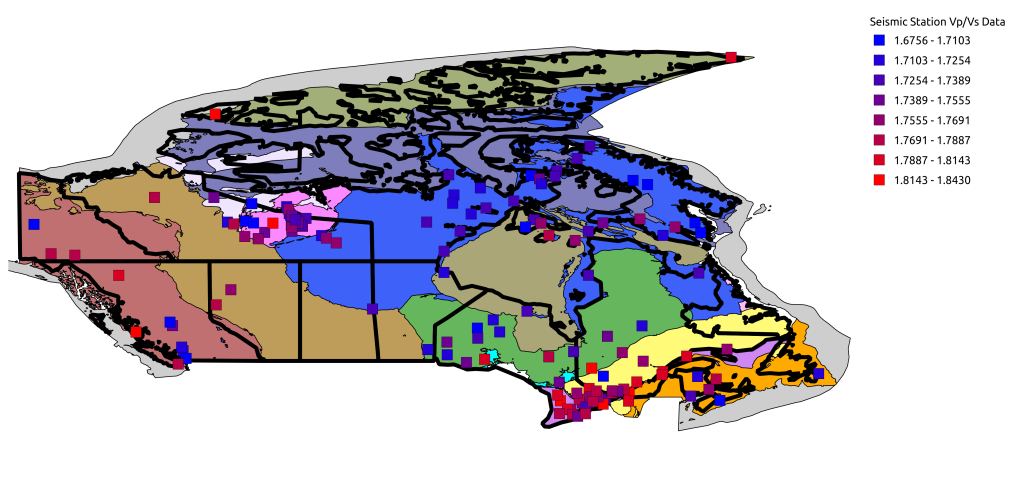 Seismic Station Vp/Vs Data
1.6756 - 1.7103
1.7103 - 1.7254
1.7254 - 1.7389
1.7389 - 1.7555
1.7555 - 1.7691
1.7691 - 1.7887
1.7887 - 1.8143
1.8143 - 1.8430